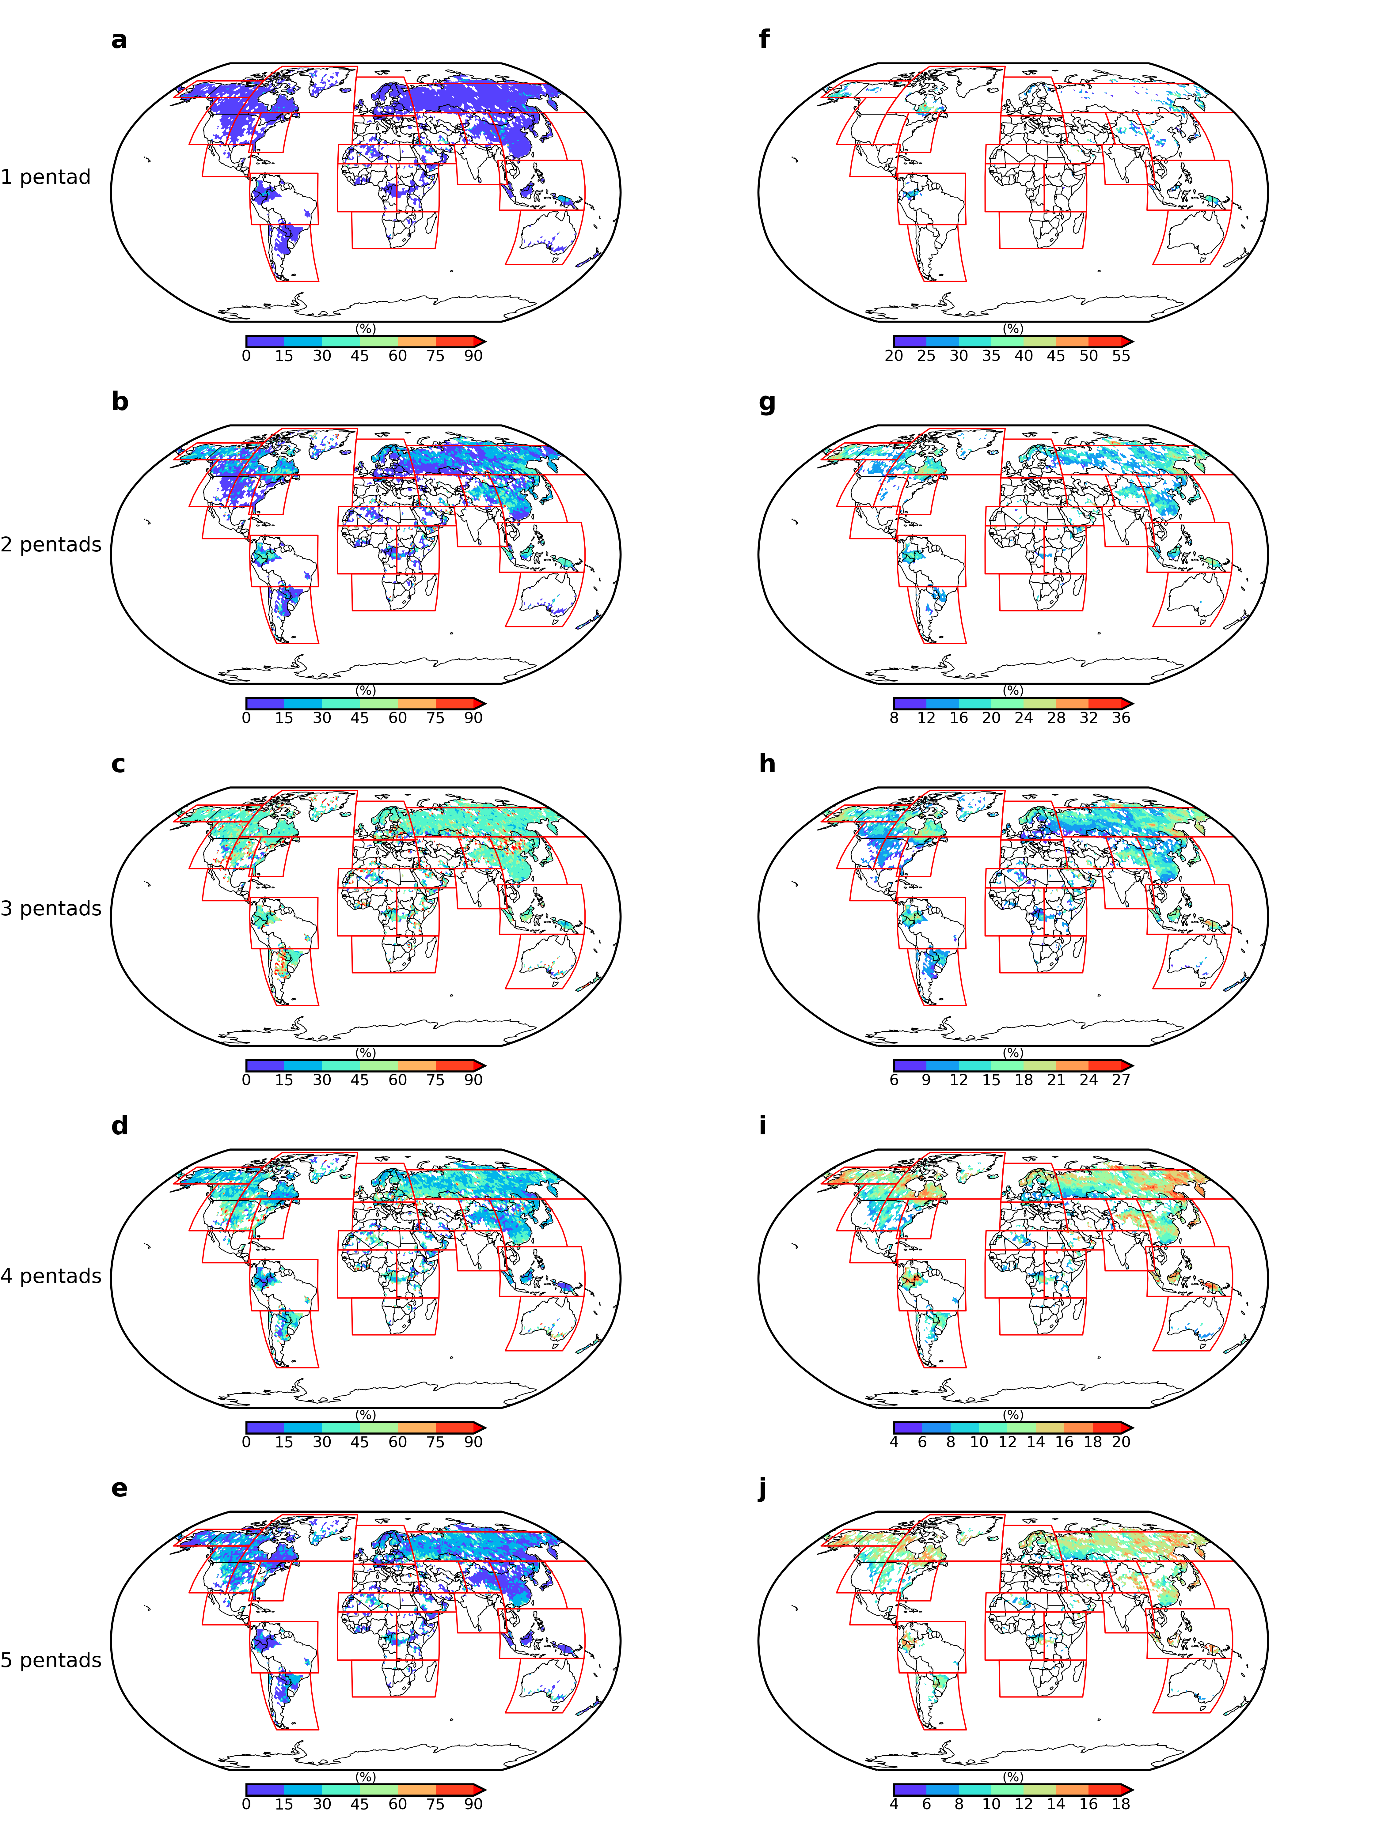 a f
1 pentad
(%) (%)
0 15 30 45 60 75 90 20 25 30 35 40 45 50 55
b g
2 pentads
(%) (%)
0 15 30 45 60 75 90 8 12 16 20 24 28 32 36
c h
3 pentads
(%) (%)
0 15 30 45 60 75 90 6 9 12 15 18 21 24 27
d i
4 pentads
(%) (%)
0 15 30 45 60 75 90 4 6 8 10 12 14 16 18 20
e j
5 pentads
(%) (%)
0 15 30 45 60 75 90 4 6 8 10 12 14 16 18